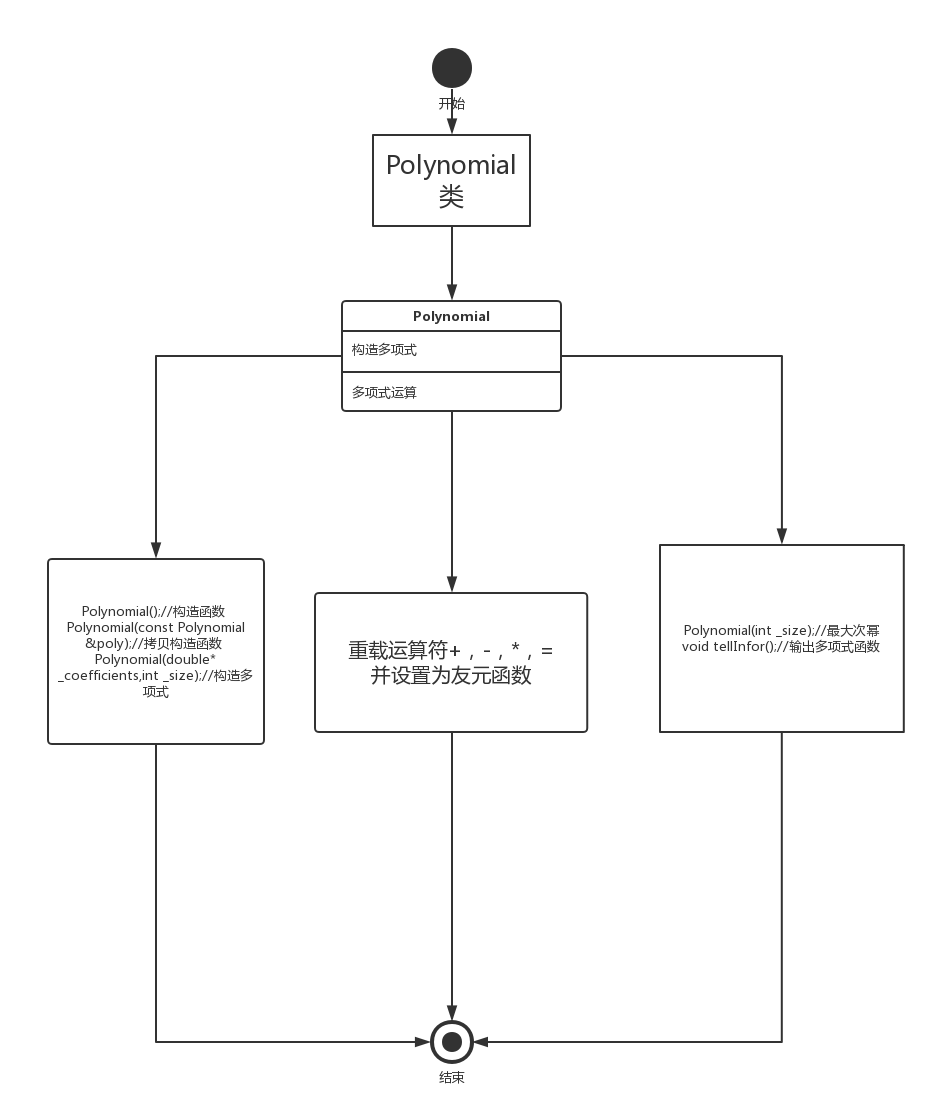 开始
Polynomial
类
Polynomial
构造多项式
多项式运算
Polynomial();//构造函数
Polynomial(const Polynomial
&poly);//拷贝构造函数
Polynomial(double*
_coefficients,int _size);//构造多
项式
重载运算符+ , - , * , =
并设置为友元函数
Polynomial(int _size);//最大次幂
void tellInfor();//输出多项式函数
结束